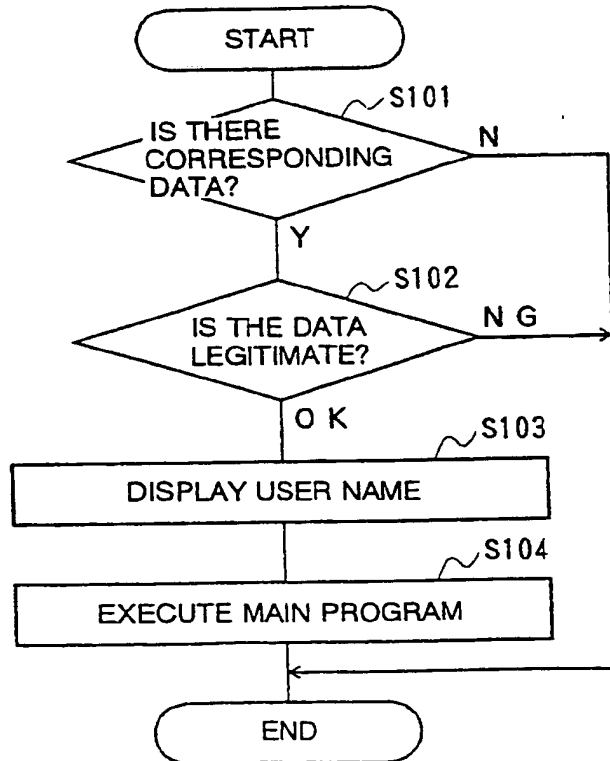 START
S101
IS THERE
CORRESPONDING
DATA?
N
Y
S102
IS THE DATA
LEGITIMATE?
N G
O K
S103
DISPLAY USER NAME
S104
EXECUTE MAIN PROGRAM
END